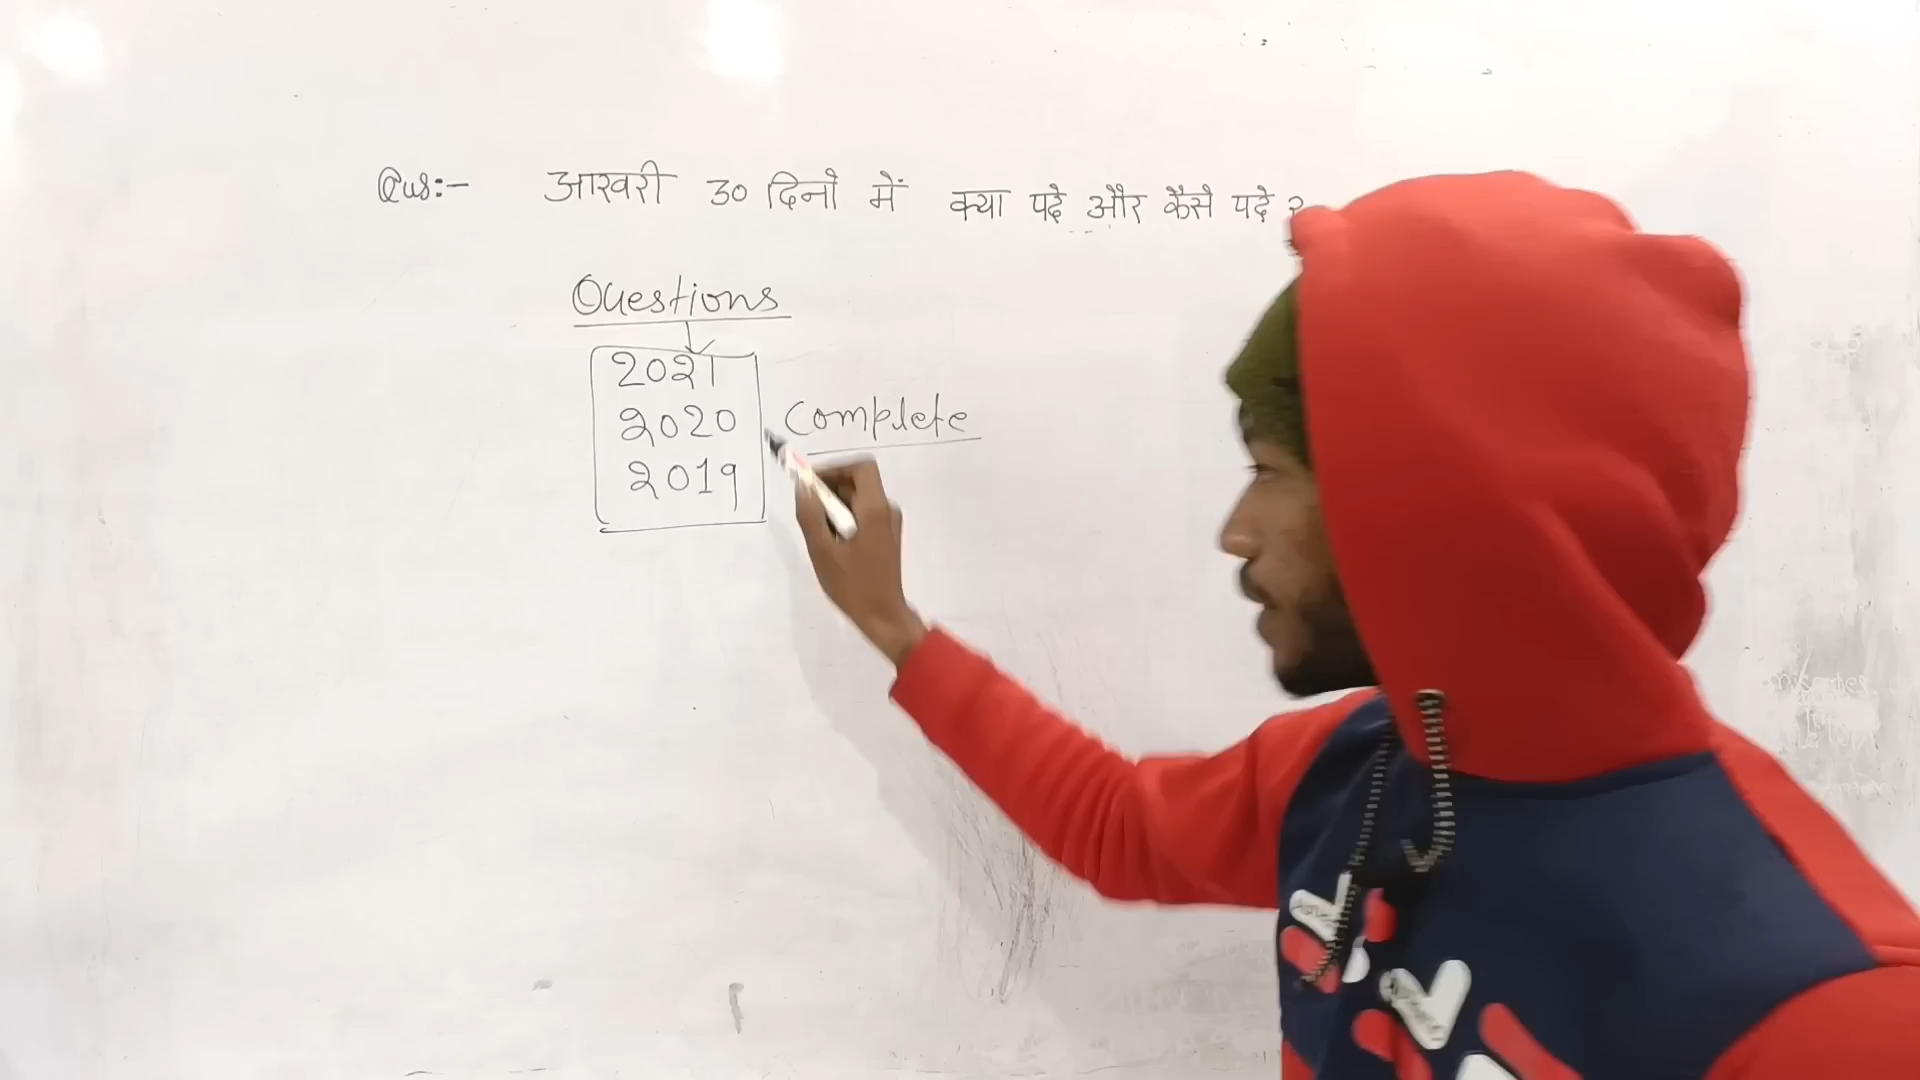 Qus:- आखरी 30 दिनों में क्या पढे और कैसे पढे ?
Questions
2021
2020
2019
Complete